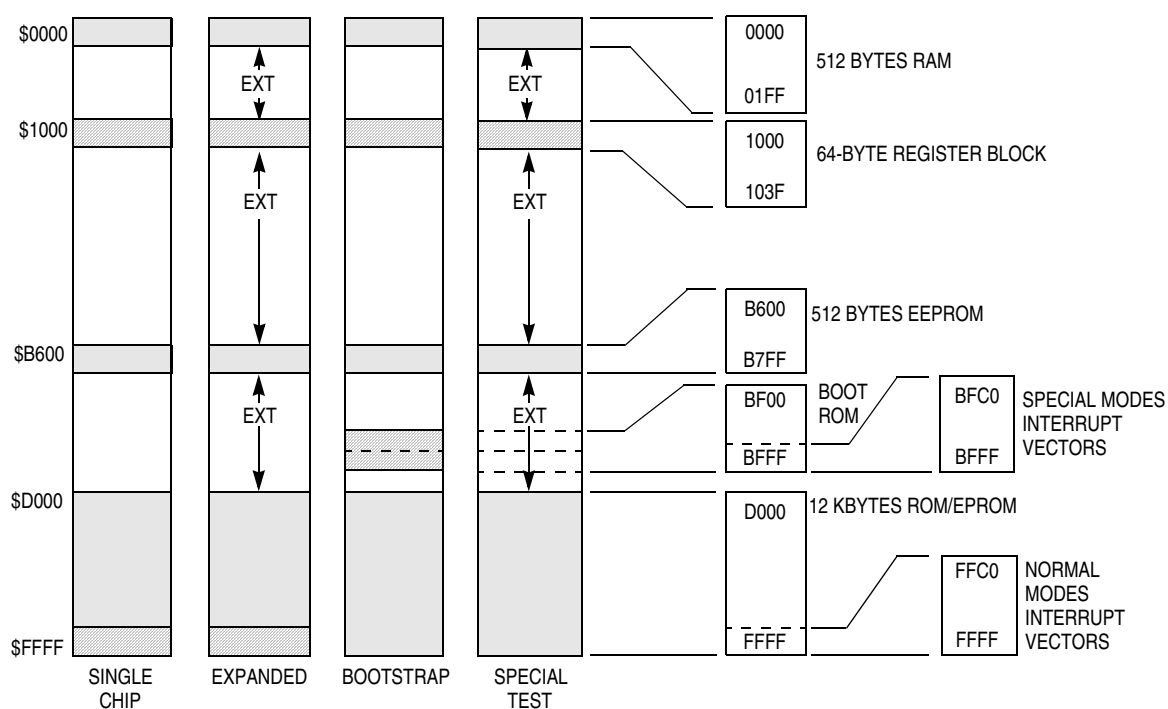 $0000
$1000
$B600
$D000
$FFFF
EXT
EXT
EXT
EXT
EXT
EXT
SINGLE
CHIP
EXPANDED
BOOTSTRAP
SPECIAL
TEST
0000
01FF
512 BYTES RAM
1000
103F
64-BYTE REGISTER BLOCK
B600
B7FF
512 BYTES EEPROM
BF00
BFFF
BOOT
ROM
BFC0
BFFF
SPECIAL MODES
INTERRUPT
VECTORS
D000
FFFF
12 KBYTES ROM/EPROM
FFC0
FFFF
NORMAL
MODES
INTERRUPT
VECTORS